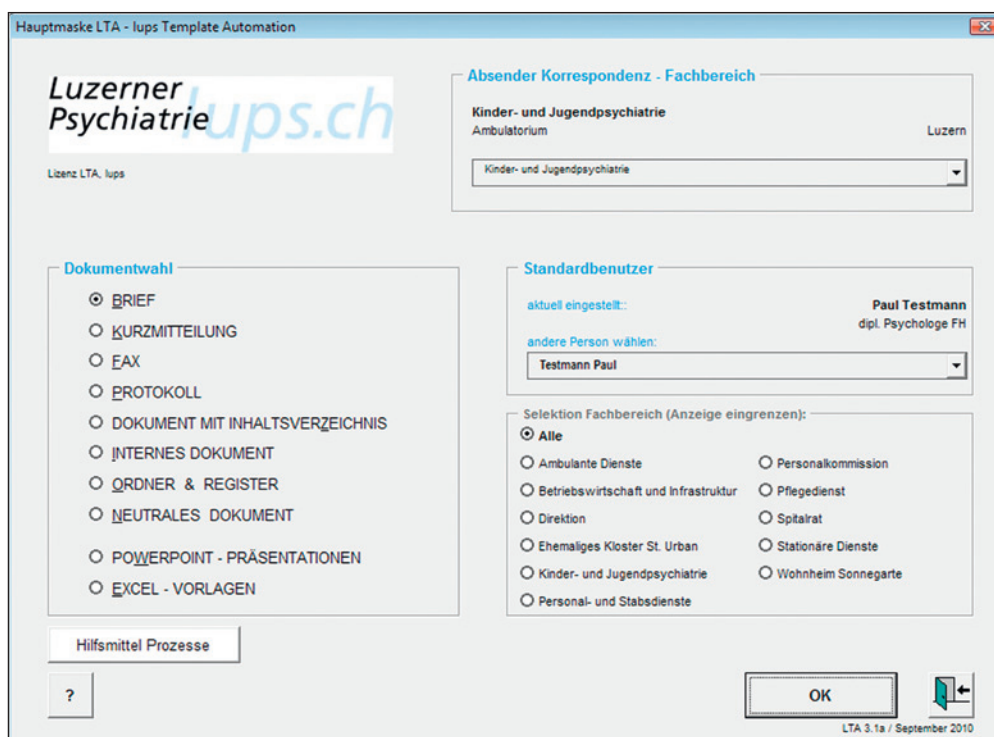 Hauptmaske LTA - lups Template Automation
Luzerner
Psychiatrie
lups.ch
Lizenz LTA, lups
Absender Korrespondenz - Fachbereich
Kinder- und Jugendpsychiatrie
Ambulatorium Luzern
Kinder- und Jugendpsychiatrie
Dokumentwahl
BRIEF
KURZMITTEILUNG
FAX
PROTOKOLL
DOKUMENT MIT INHALTSVERZEICHNIS
INTERNES DOKUMENT
ORDNER & REGISTER
NEUTRALES DOKUMENT
POWERPOINT - PRÄSENTATIONEN
EXCEL - VORLAGEN
Standardbenutzer
aktuell eingestellt:: Paul Testmann
dipl. Psychologe FH
andere Person wählen:
Testmann Paul
Selektion Fachbereich (Anzeige eingrenzen):
Alle
Ambulante Dienste Personalkommission
Betriebswirtschaft und Infrastruktur Pflegedienst
Direktion Spitalrat
Ehemaliges Kloster St. Urban Stationäre Dienste
Kinder- und Jugendpsychiatrie Wohnheim Sonnegarte
Personal- und Stabsdienste
Hilfsmittel Prozesse
?
OK
LTA 3.1a / September 2010